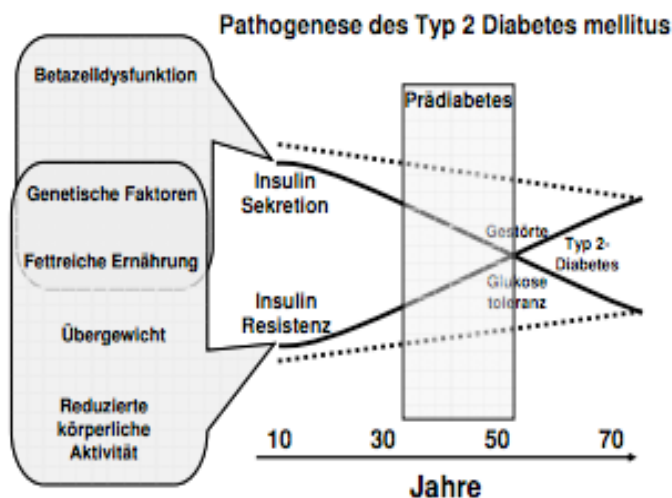 Pathogenese des Typ 2 Diabetes mellitus
Betazelldysfunktion
Genetische Faktoren
Fettreiche Ernährung
Übergewicht
Reduzierte
körperliche
Aktivität
Prädiabetes
Insulin
Sekretion
Insulin
Resistenz
Gestörte
Glukose
toleranz
Typ 2-
Diabetes
10 30 50 70
Jahre